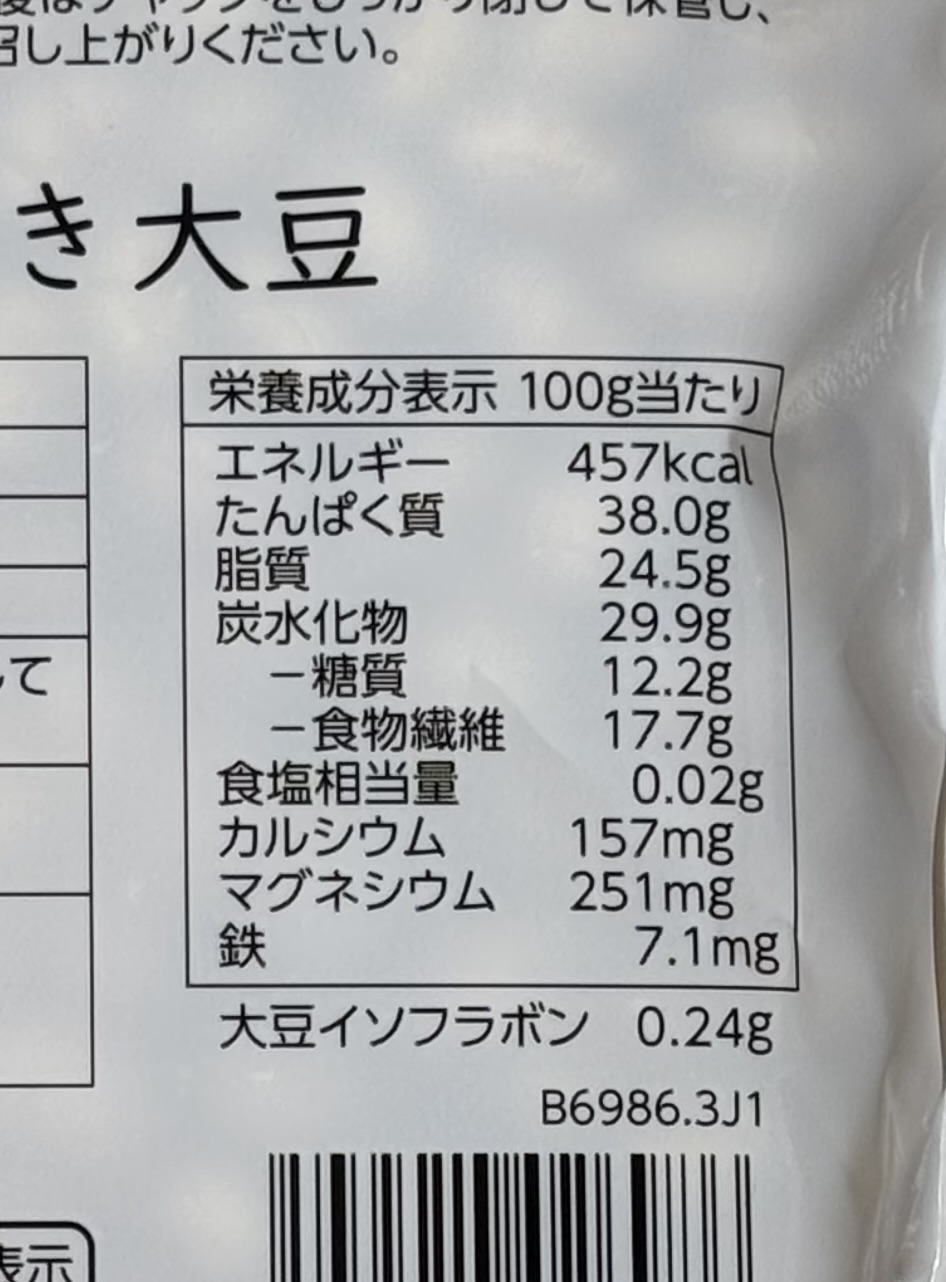 召し上がりください。
き大豆
栄養成分表示 100g当たり
エネルギー 457kcal
たんぱく質 38.0g
脂質 24.5g
炭水化物 29.9g
－糖質 12.2g
－食物繊維 17.7g
食塩相当量 0.02g
カルシウム 157mg
マグネシウム 251mg
鉄 7.1mg
して
大豆イソフラボン 0.24g
B6986.3J1
表示